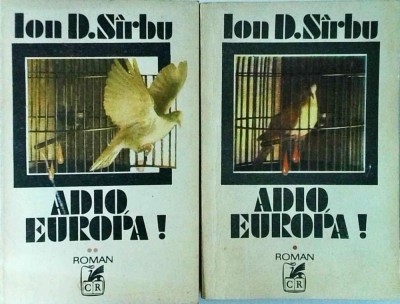 Ion D. Sîrbu
ADIO,
EUROPA !
**
ROMAN
CR
Ion D. Sîrbu
ADIO,
EUROPA !
*
ROMAN
CR